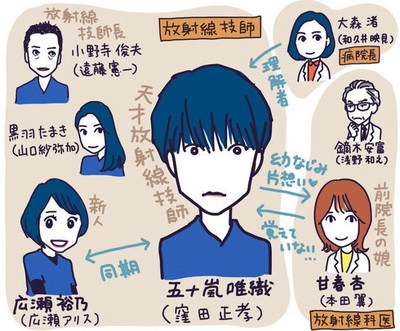 放射線技師
放射線技師長
小野寺 俊夫
(遠藤憲一)
黒羽たまき
(山口紗弥加)
新人
広瀬裕乃
(広瀬アリス)
同期
天才放射線技師
五十嵐 唯織
(窪田正孝)
理解者
大森 渚
(和久井映見)
病院長
鏑木安富
(浅野和之)
幼なじみ
片想い♡
覚えていない…
前院長の娘
甘春 杏
(本田 翼)
放射線科医